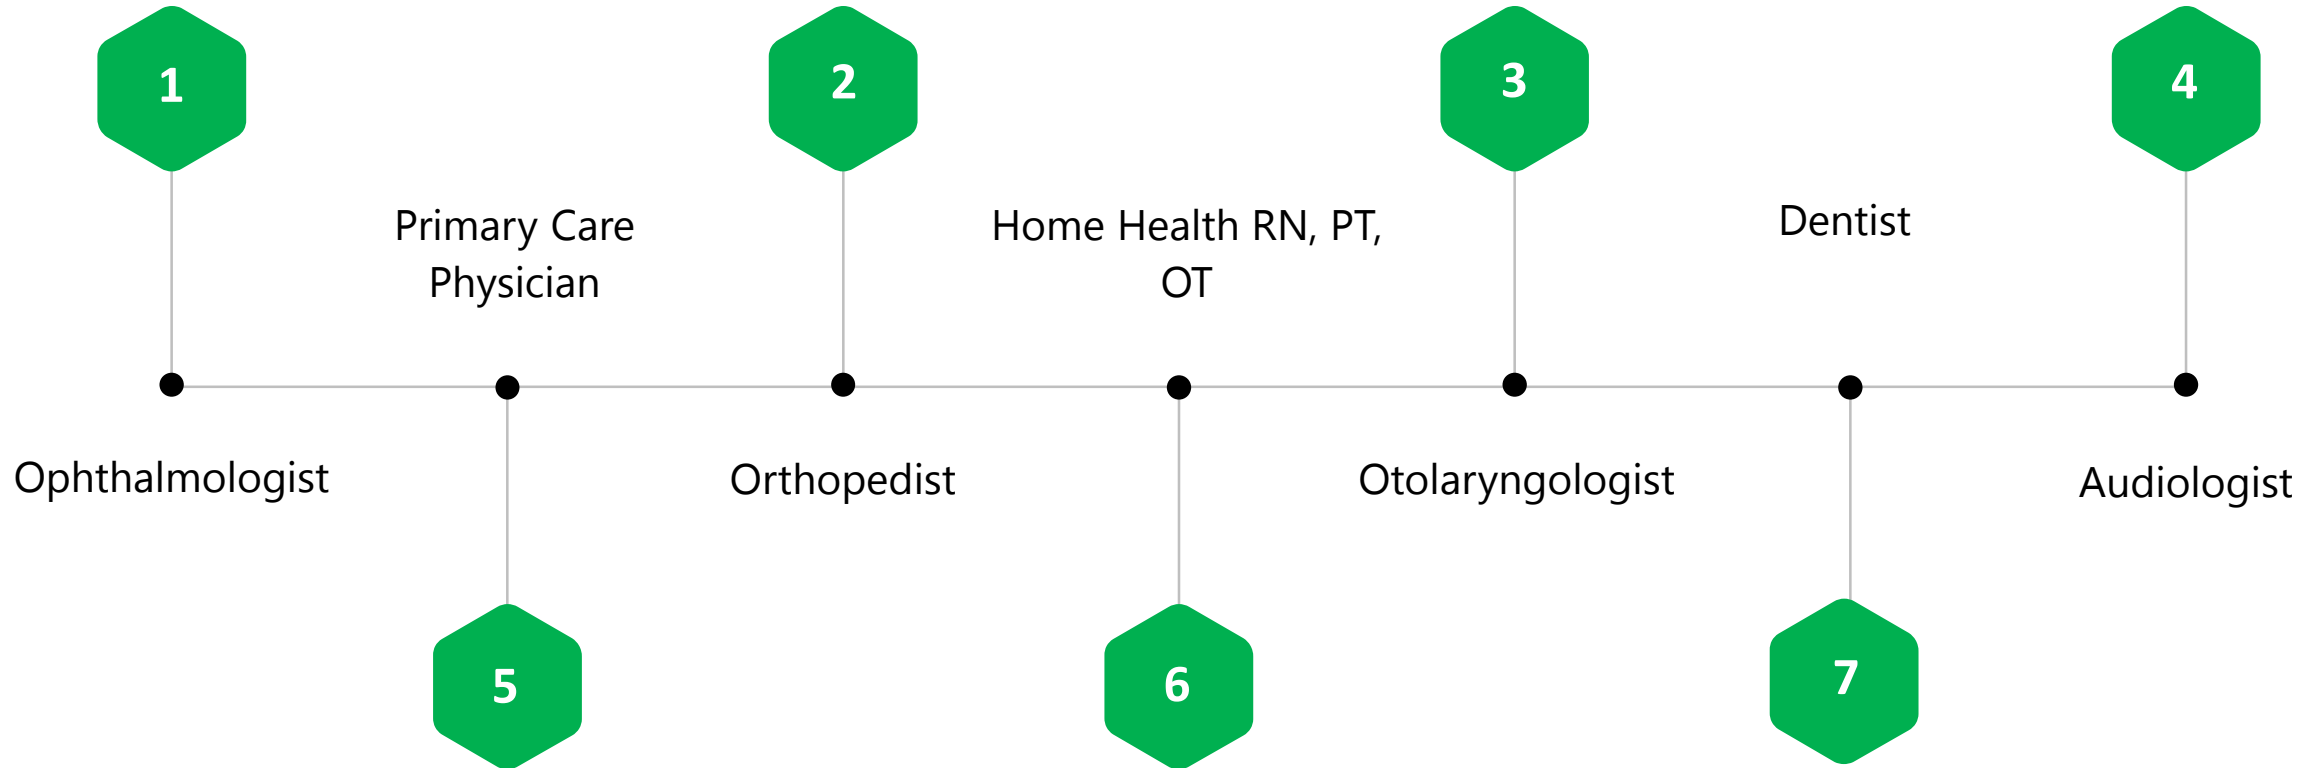 1
2
3
4
Primary Care
Physician
Home Health RN, PT,
OT
Dentist
Ophthalmologist
Orthopedist
Otolaryngologist
Audiologist
5
6
7